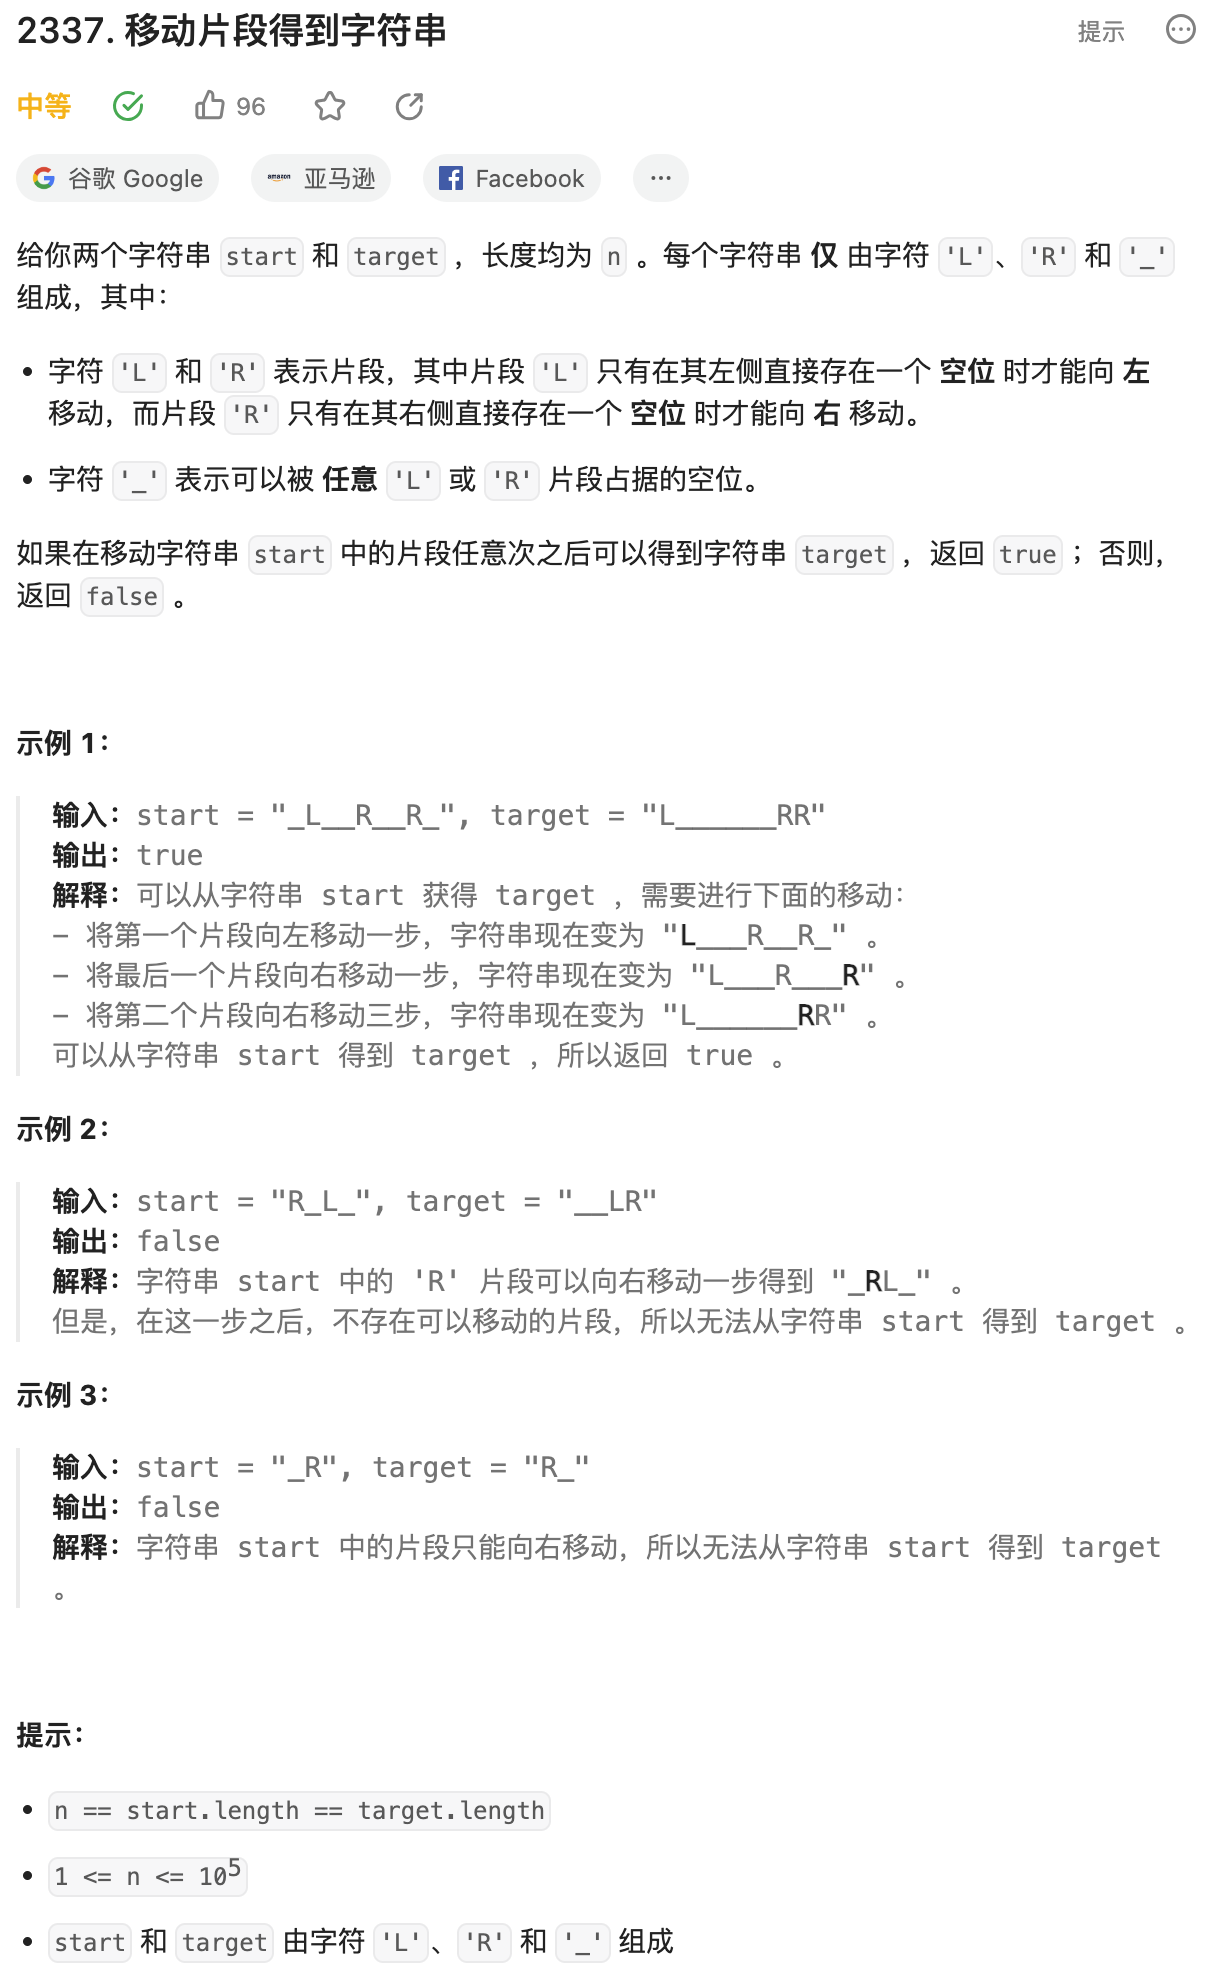 2337. 移动片段得到字符串
提示
中等
96
谷歌 Google
amazon 亚马逊
Facebook
给你两个字符串 start 和 target ，长度均为 n 。每个字符串 仅 由字符 'L'、'R' 和 '_'
组成，其中：
• 字符 'L' 和 'R' 表示片段，其中片段 'L' 只有在其左侧直接存在一个 空位 时才能向 左
移动，而片段 'R' 只有在其右侧直接存在一个 空位 时才能向 右 移动。
• 字符 '_' 表示可以被 任意 'L' 或 'R' 片段占据的空位。
如果在移动字符串 start 中的片段任意次之后可以得到字符串 target ，返回 true ；否则，
返回 false 。
示例 1：
输入：start = "_L__R__R_", target = "L______RR"
输出：true
解释：可以从字符串 start 获得 target ，需要进行下面的移动：
- 将第一个片段向左移动一步，字符串现在变为 "L___R__R_" 。
- 将最后一个片段向右移动一步，字符串现在变为 "L___R___R" 。
- 将第二个片段向右移动三步，字符串现在变为 "L______RR" 。
可以从字符串 start 得到 target ，所以返回 true 。
示例 2：
输入：start = "R_L_", target = "__LR"
输出：false
解释：字符串 start 中的 'R' 片段可以向右移动一步得到 "_RL_" 。
但是，在这一步之后，不存在可以移动的片段，所以无法从字符串 start 得到 target 。
示例 3：
输入：start = "_R", target = "R_"
输出：false
解释：字符串 start 中的片段只能向右移动，所以无法从字符串 start 得到 target
。
提示：
• n == start.length == target.length
• 1 <= n <= 10⁵
• start 和 target 由字符 'L'、'R' 和 '_' 组成